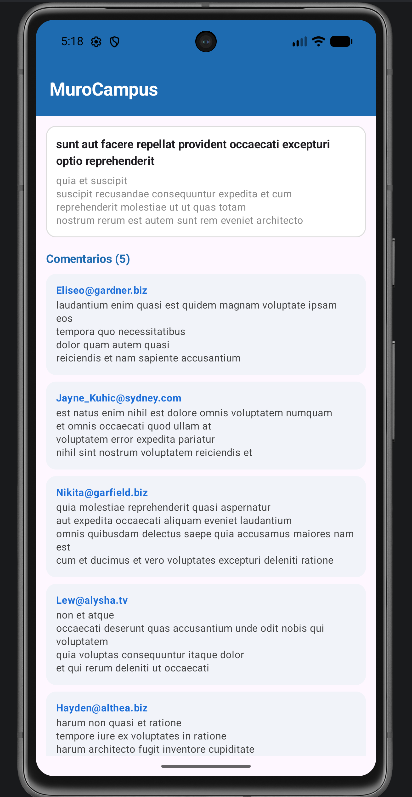 5:18
MuroCampus
sunt aut facere repellat provident occaecati excepturi
optio reprehenderit
quia et suscipit
suscipit recusandae consequuntur expedita et cum
reprehenderit molestiae ut ut quas totam
nostrum rerum est autem sunt rem eveniet architecto
Comentarios (5)
Eliseo@gardner.biz
laudantium enim quasi est quidem magnam voluptate ipsam
eos
tempora quo necessitatibus
dolor quam autem quasi
reiciendis et nam sapiente accusantium
Jayne_Kuhic@sydney.com
est natus enim nihil est dolore omnis voluptatem numquam
et omnis occaecati quod ullam at
voluptatem error expedita pariatur
nihil sint nostrum voluptatem reiciendis et
Nikita@garfield.biz
quia molestiae reprehenderit quasi aspernatur
aut expedita occaecati aliquam eveniet laudantium
omnis quibusdam delectus saepe quia accusamus maiores nam
est
cum et ducimus et vero voluptates excepturi deleniti ratione
Lew@alysha.tv
non et atque
occaecati deserunt quas accusantium unde odit nobis qui
voluptatem
quia voluptas consequuntur itaque dolor
et qui rerum deleniti ut occaecati
Hayden@althea.biz
harum non quasi et ratione
tempore iure ex voluptates in ratione
harum architecto fugit inventore cupiditate